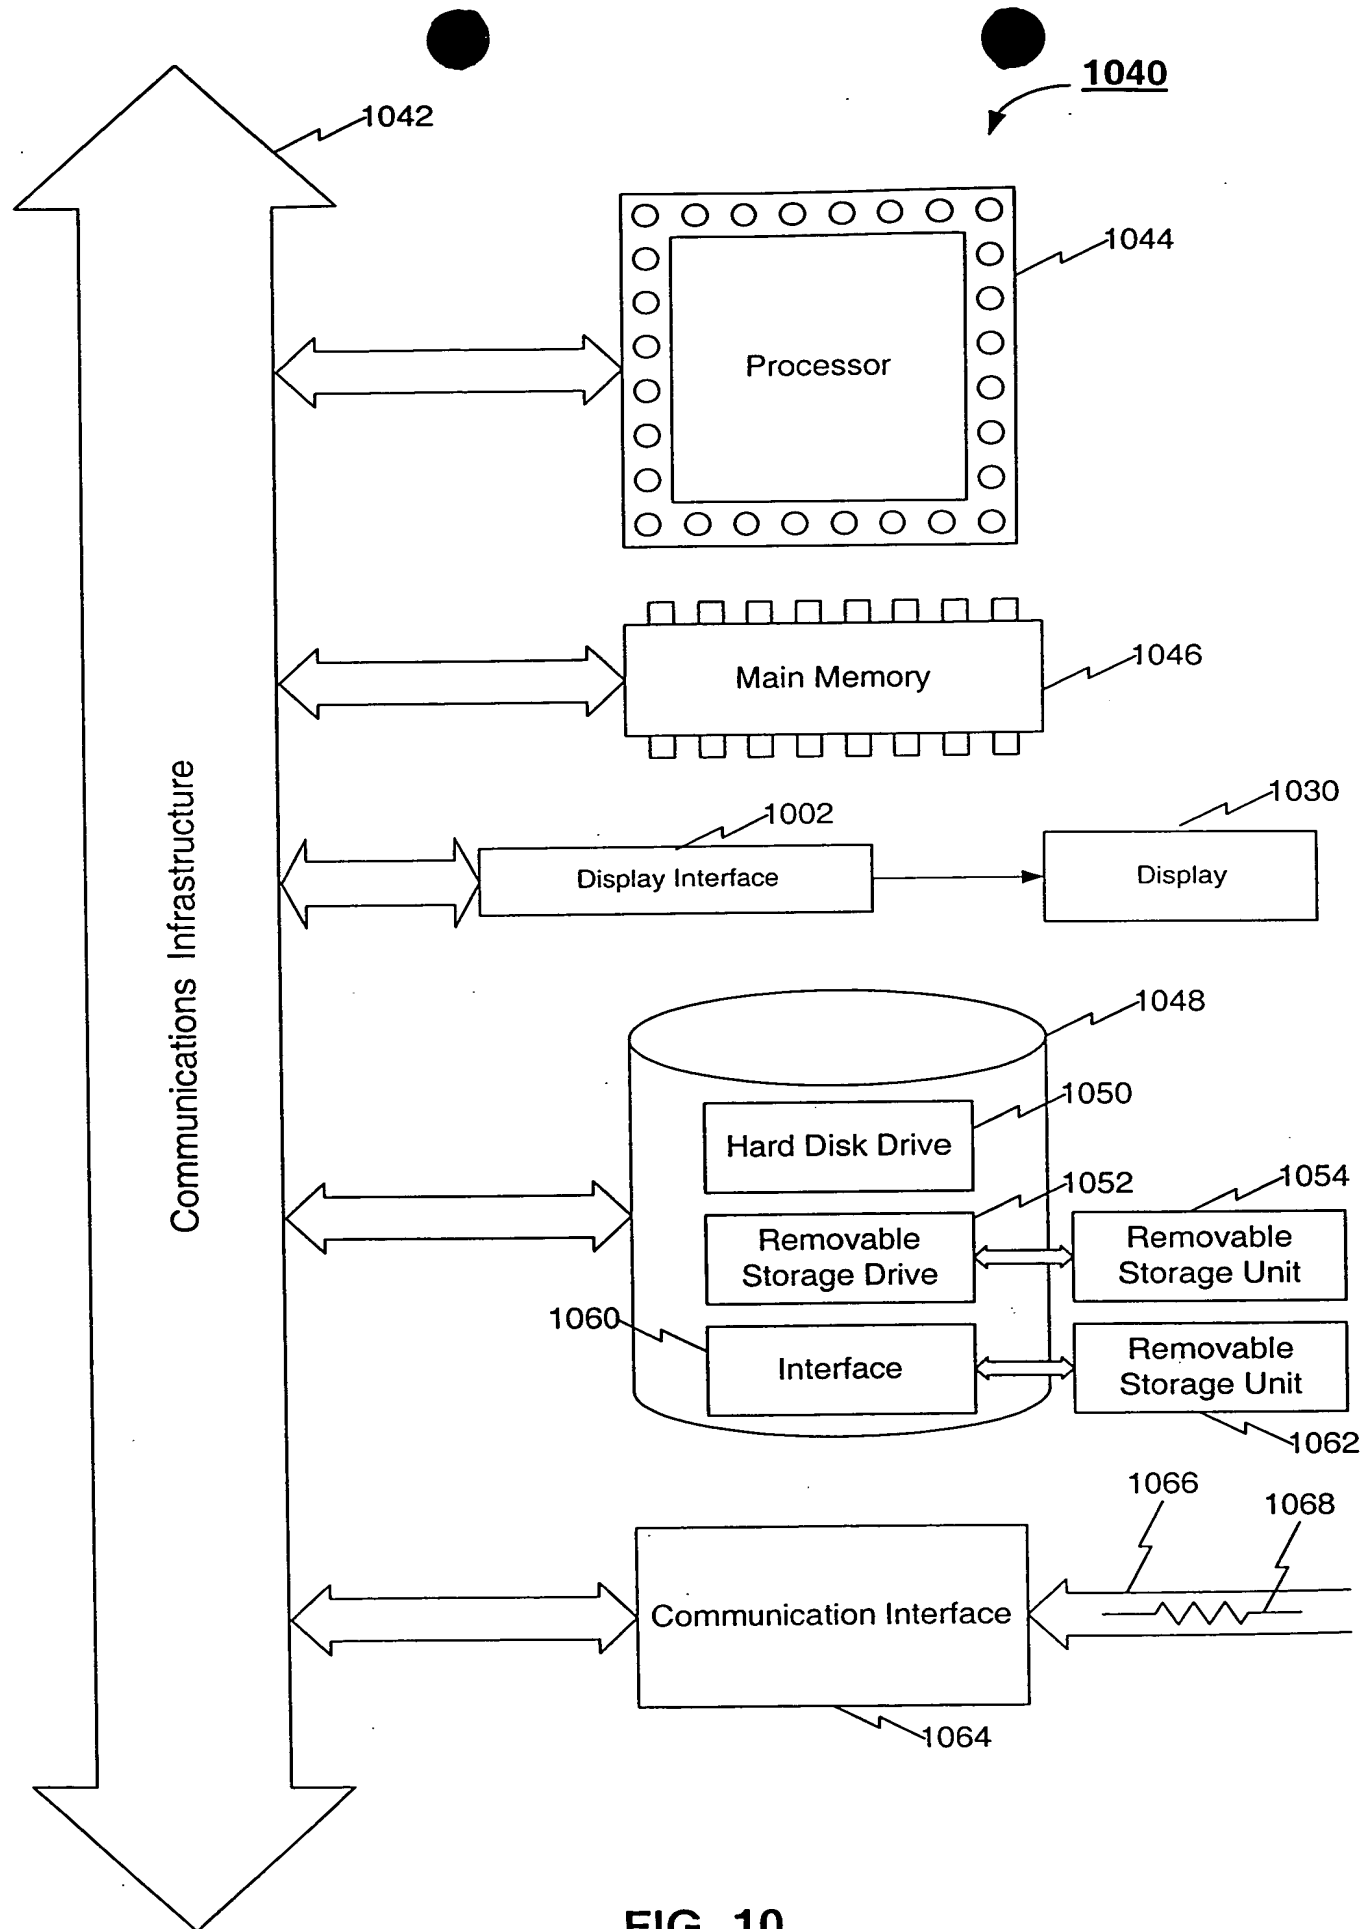 1040
1042
1044
Processor
1046
Main Memory
1002
1030
Display Interface
Display
Communications Infrastructure
1048
1050
Hard Disk Drive
1052
1054
Removable
Storage Drive
Removable
Storage Unit
1060
Interface
Removable
Storage Unit
1062
1066
1068
Communication Interface
1064
FIG. 10